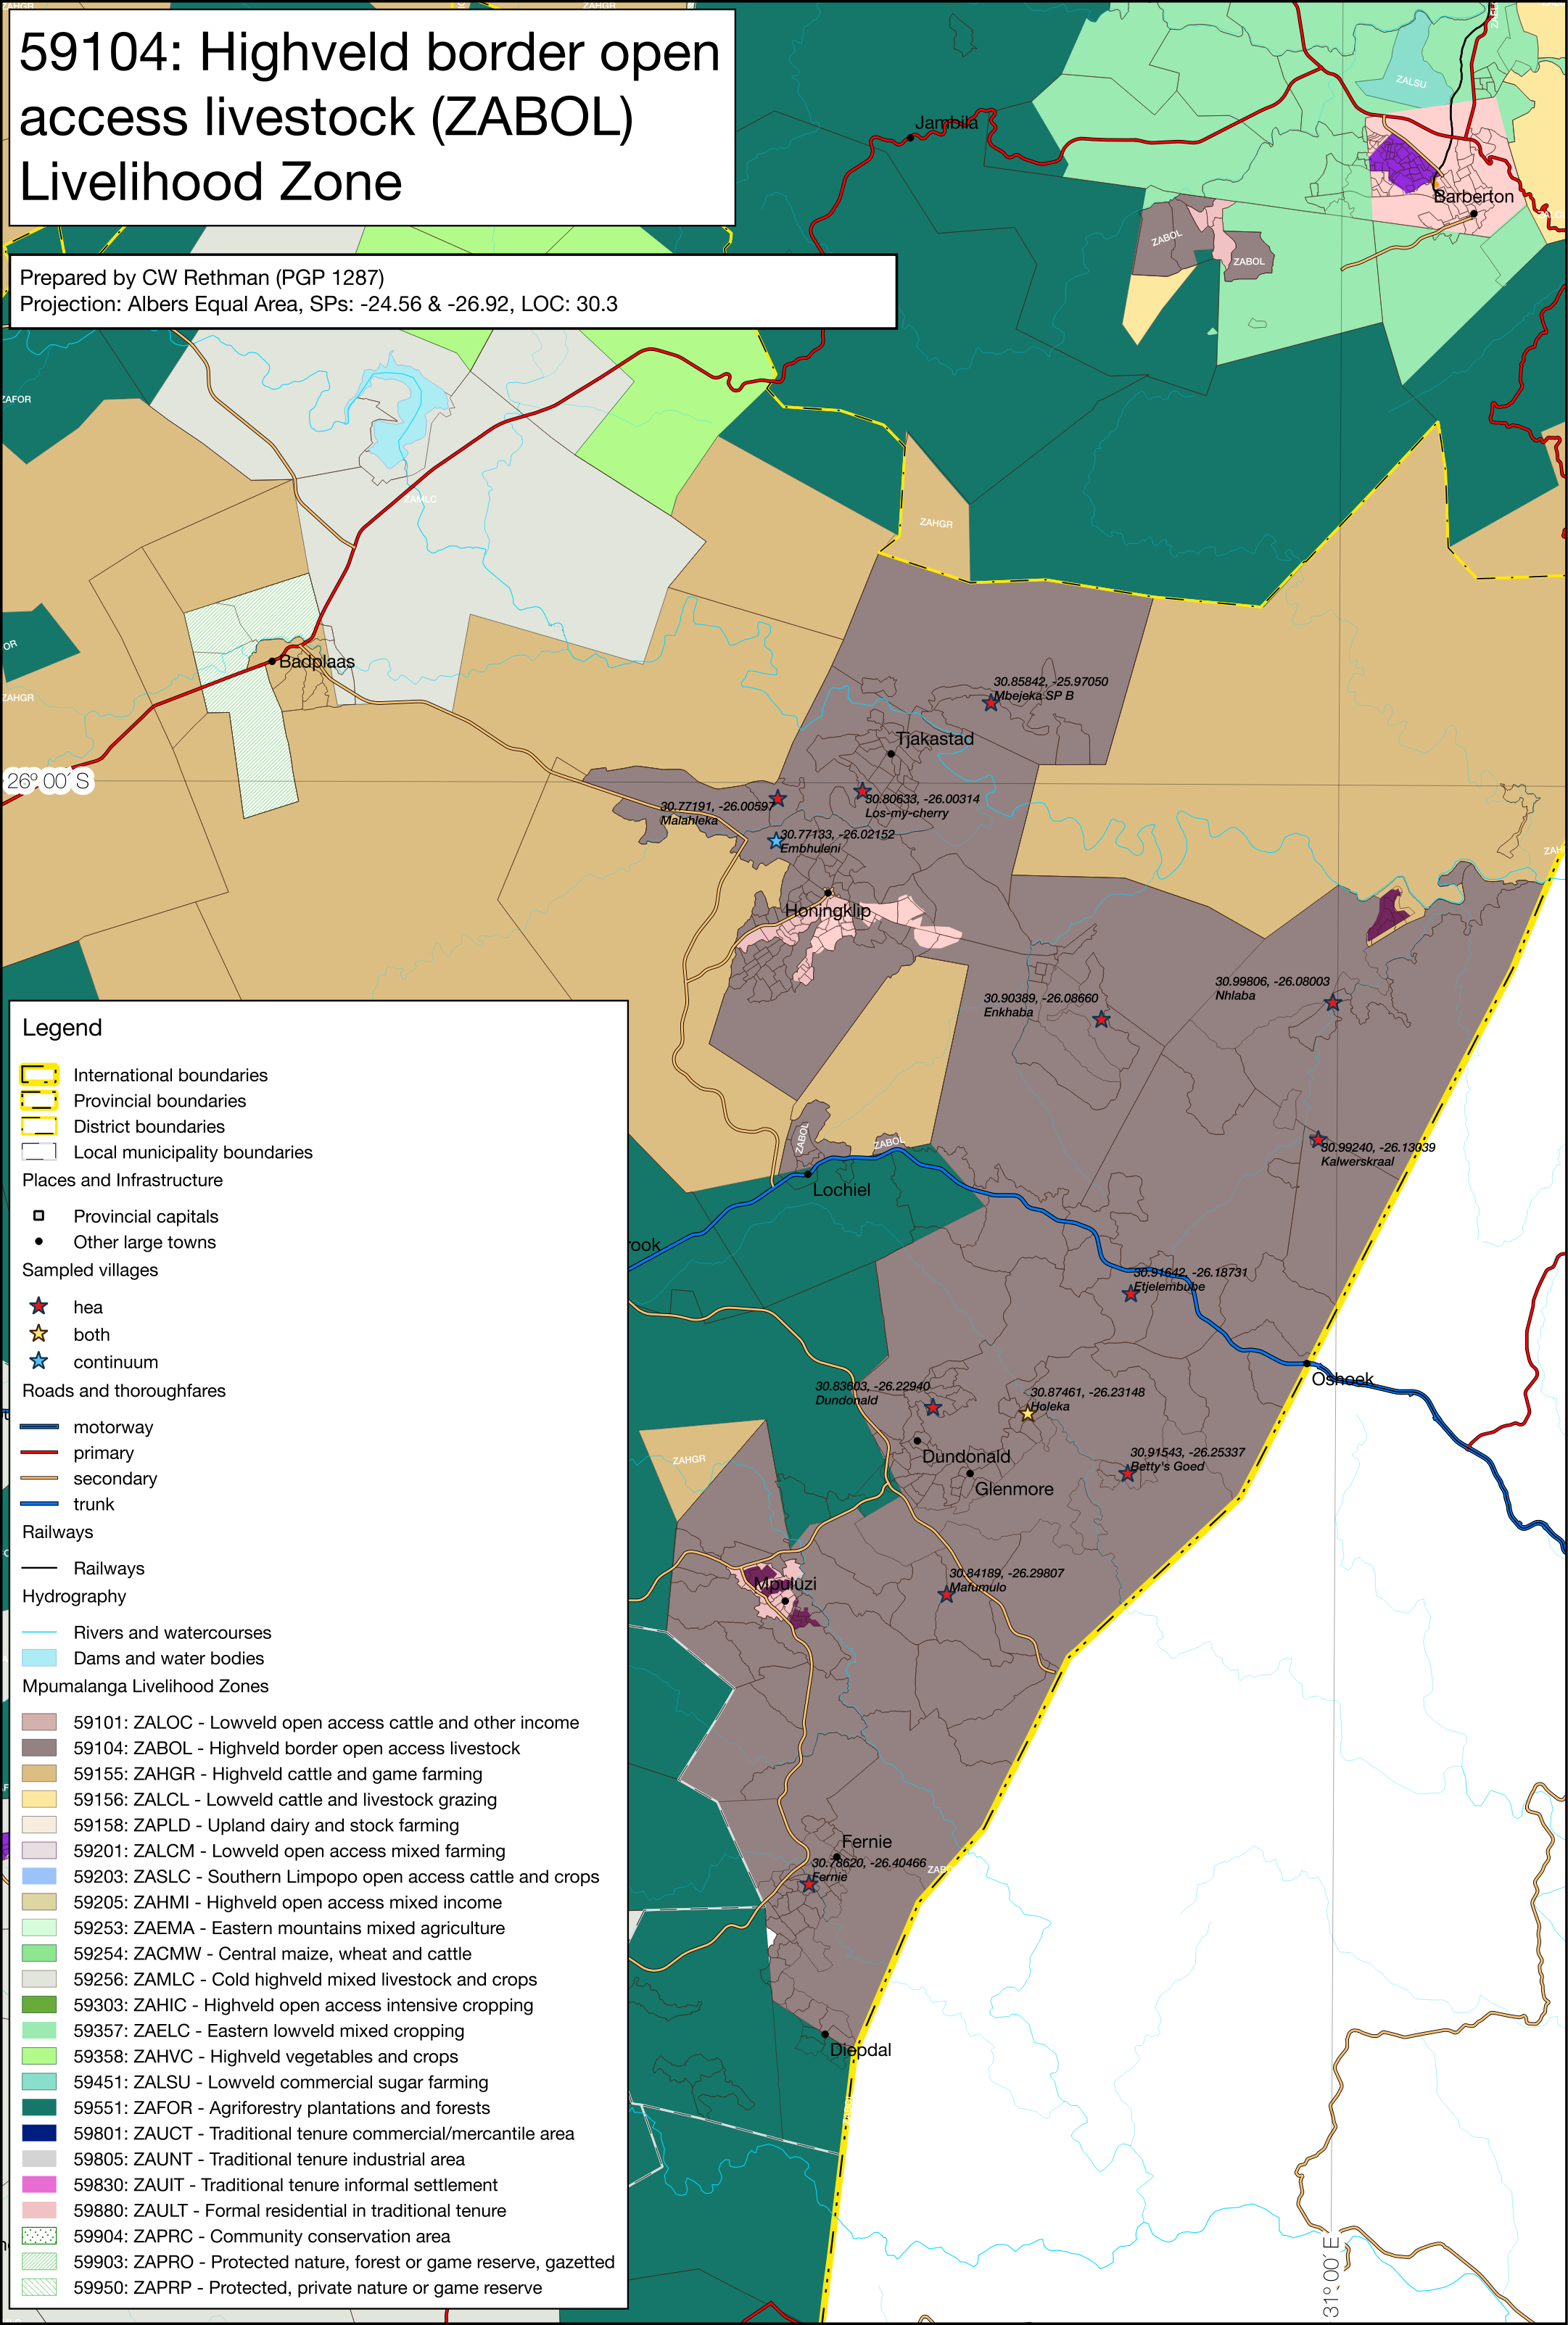 59104: Highveld border open
access livestock (ZABOL)
Livelihood Zone
Prepared by CW Rethman (PGP 1287)
Projection: Albers Equal Area, SPs: -24.56 & -26.92, LOC: 30.3
ZAHGR
Jambila
ZALSU
Barberton
ZABOL
ZABOL
ZAFOR
ZAMLC
ZAHGR
ZAHGR
Badplaas
30.85842, -25.97050
Mbejeka SP B
Tjakastad
26° 00´ S
30.77191, -26.00597
Malahleka
30.80633, -26.00314
Los-my-cherry
30.77133, -26.02152
Embhuleni
Honingklip
30.90389, -26.08660
Enkhaba
30.99806, -26.08003
Nhlaba
ZABOL
ZABOL
30.99240, -26.13039
Kalwerskraal
Lochiel
rook
30.91642, -26.18731
Etjelembube
Oshoek
30.83603, -26.22940
Dundonald
30.87461, -26.23148
Holeka
Dundonald
ZAHGR
30.91543, -26.25337
Betty's Goed
Glenmore
Mpuluzi
30.84189, -26.29807
Mafumulo
Fernie
30.78620, -26.40466
Fernie
Diepdal
31° 00´ E
Legend
International boundaries
Provincial boundaries
District boundaries
Local municipality boundaries
Places and Infrastructure
Provincial capitals
Other large towns
Sampled villages
hea
both
continuum
Roads and thoroughfares
motorway
primary
secondary
trunk
Railways
Railways
Hydrography
Rivers and watercourses
Dams and water bodies
Mpumalanga Livelihood Zones
59101: ZALOC - Lowveld open access cattle and other income
59104: ZABOL - Highveld border open access livestock
59155: ZAHGR - Highveld cattle and game farming
59156: ZALCL - Lowveld cattle and livestock grazing
59158: ZAPLD - Upland dairy and stock farming
59201: ZALCM - Lowveld open access mixed farming
59203: ZASLC - Southern Limpopo open access cattle and crops
59205: ZAHMI - Highveld open access mixed income
59253: ZAEMA - Eastern mountains mixed agriculture
59254: ZACMW - Central maize, wheat and cattle
59256: ZAMLC - Cold highveld mixed livestock and crops
59303: ZAHIC - Highveld open access intensive cropping
59357: ZAELC - Eastern lowveld mixed cropping
59358: ZAHVC - Highveld vegetables and crops
59451: ZALSU - Lowveld commercial sugar farming
59551: ZAFOR - Agriforestry plantations and forests
59801: ZAUCT - Traditional tenure commercial/mercantile area
59805: ZAUNT - Traditional tenure industrial area
59830: ZAUIT - Traditional tenure informal settlement
59880: ZAULT - Formal residential in traditional tenure
59904: ZAPRC - Community conservation area
59903: ZAPRO - Protected nature, forest or game reserve, gazetted
59950: ZAPRP - Protected, private nature or game reserve